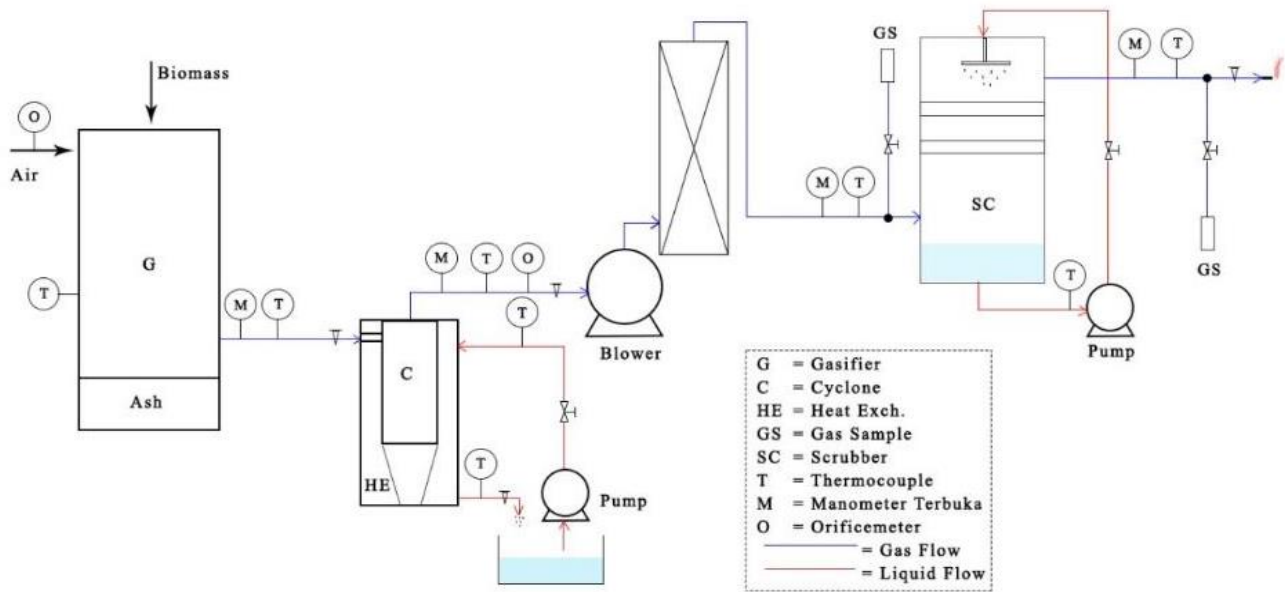 Biomass
O
Air
G
T
Ash
M
T
M
T
O
T
C
HE
T
Pump
Blower
M
T
GS
SC
T
Pump
M
T
GS
G = Gasifier
C = Cyclone
HE = Heat Exch.
GS = Gas Sample
SC = Scrubber
T = Thermocouple
M = Manometer Terbuka
O = Orificemeter
= Gas Flow
= Liquid Flow